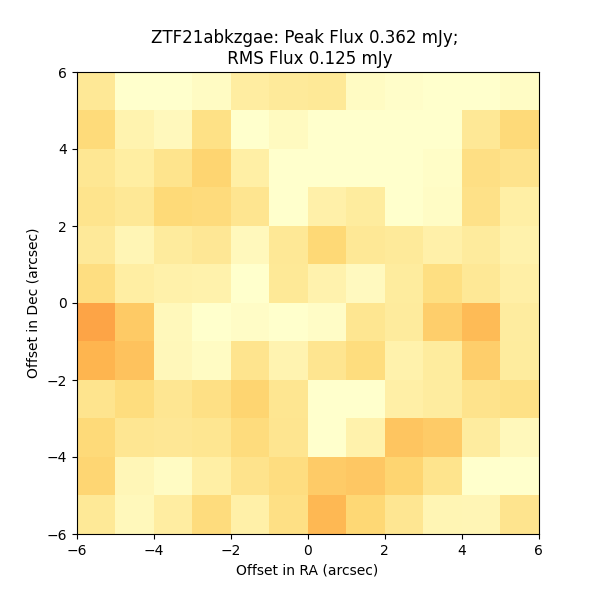 ZTF21abkzgae: Peak Flux 0.362 mJy;
RMS Flux 0.125 mJy
6
4
2
0
−2
−4
−6
Offset in Dec (arcsec)
−6 −4 −2 0 2 4 6
Offset in RA (arcsec)